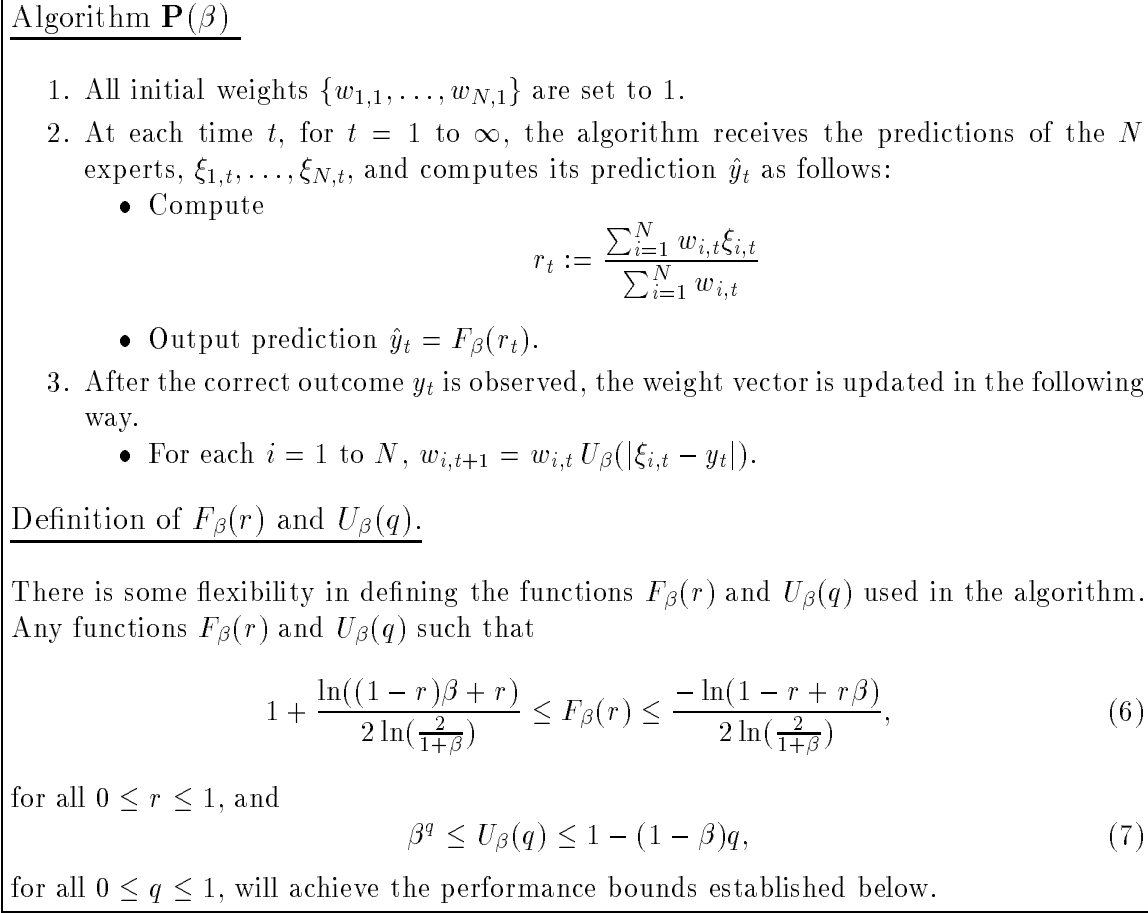 Algorithm P(β)
1. All initial weights {w_{1,1}, . . . , w_{N,1}} are set to 1.
2. At each time t, for t = 1 to ∞, the algorithm receives the predictions of the N
experts, ξ_{1,t}, . . . , ξ_{N,t}, and computes its prediction ŷ_t as follows:
• Compute
r_t := \frac{\sum_{i=1}^{N} w_{i,t} ξ_{i,t}}{\sum_{i=1}^{N} w_{i,t}}
• Output prediction ŷ_t = F_β(r_t).
3. After the correct outcome y_t is observed, the weight vector is updated in the following
way.
• For each i = 1 to N, w_{i,t+1} = w_{i,t} U_β(|ξ_{i,t} − y_t|).
Definition of F_β(r) and U_β(q).
There is some flexibility in defining the functions F_β(r) and U_β(q) used in the algorithm.
Any functions F_β(r) and U_β(q) such that
1 + \frac{\ln((1 − r)β + r)}{2 \ln(\frac{2}{1+β})} ≤ F_β(r) ≤ \frac{−\ln(1 − r + rβ)}{2 \ln(\frac{2}{1+β})}, (6)
for all 0 ≤ r ≤ 1, and
β^q ≤ U_β(q) ≤ 1 − (1 − β)q, (7)
for all 0 ≤ q ≤ 1, will achieve the performance bounds established below.